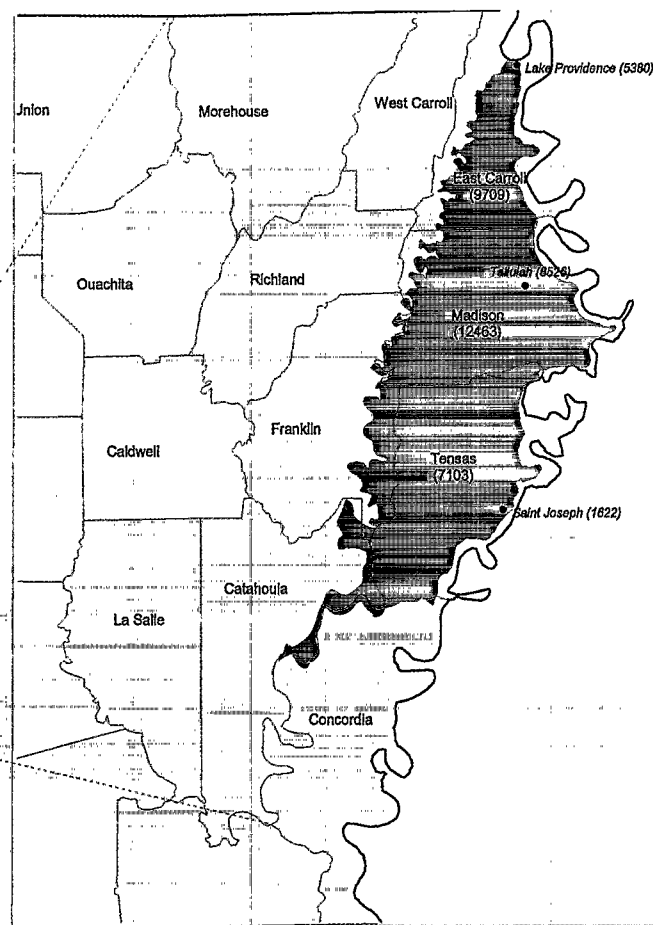 Lake Providence (5380)
West Carroll
Morehouse
Union
East Carroll
(9709)
Tallulah (8526)
Ouachita
Richland
Madison
(12463)
Franklin
Caldwell
Tensas
(7103)
Saint Joseph (1622)
Catahoula
La Salle
Concordia